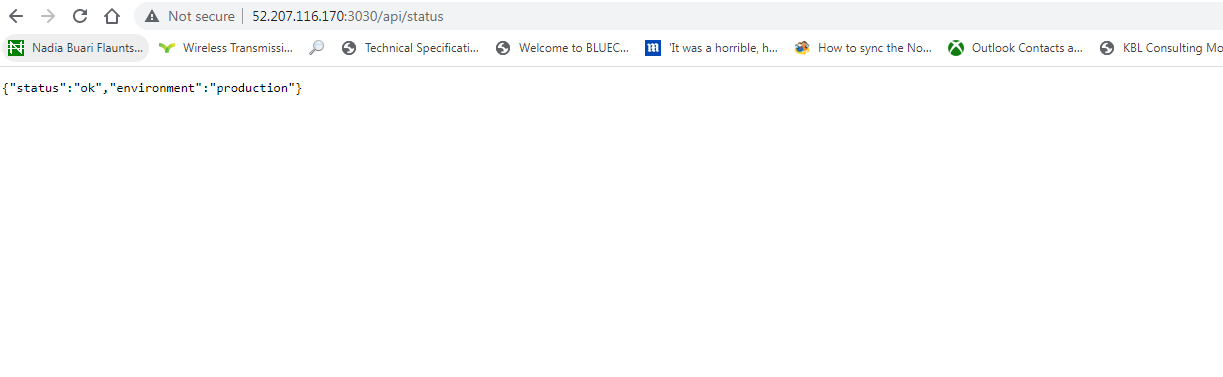 Not secure 52.207.116.170:3030/api/status
Nadia Buari Flaunts... Wireless Transmissi... Technical Specificati... Welcome to BLUEC... 'It was a horrible, h... How to sync the No... Outlook Contacts a... KBL Consulting Mo
{"status":"ok","environment":"production"}